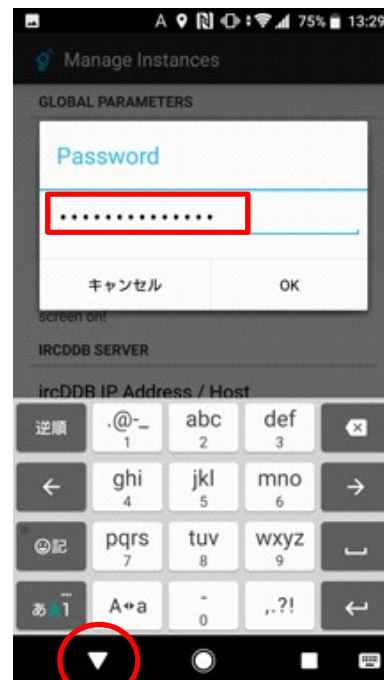 A 75% 13:29
Manage Instances
GLOBAL PARAMETERS
Password
••••••••••••••
キャンセル OK
screen on!
IRCDDB SERVER
ircDDB IP Address / Host
逆順 .@-_ 1 abc 2 def 3
ghi 4 jkl 5 mno 6
記 pqrs 7 tuv 8 wxyz 9
あA1 A⇔a - 0 ,.?!